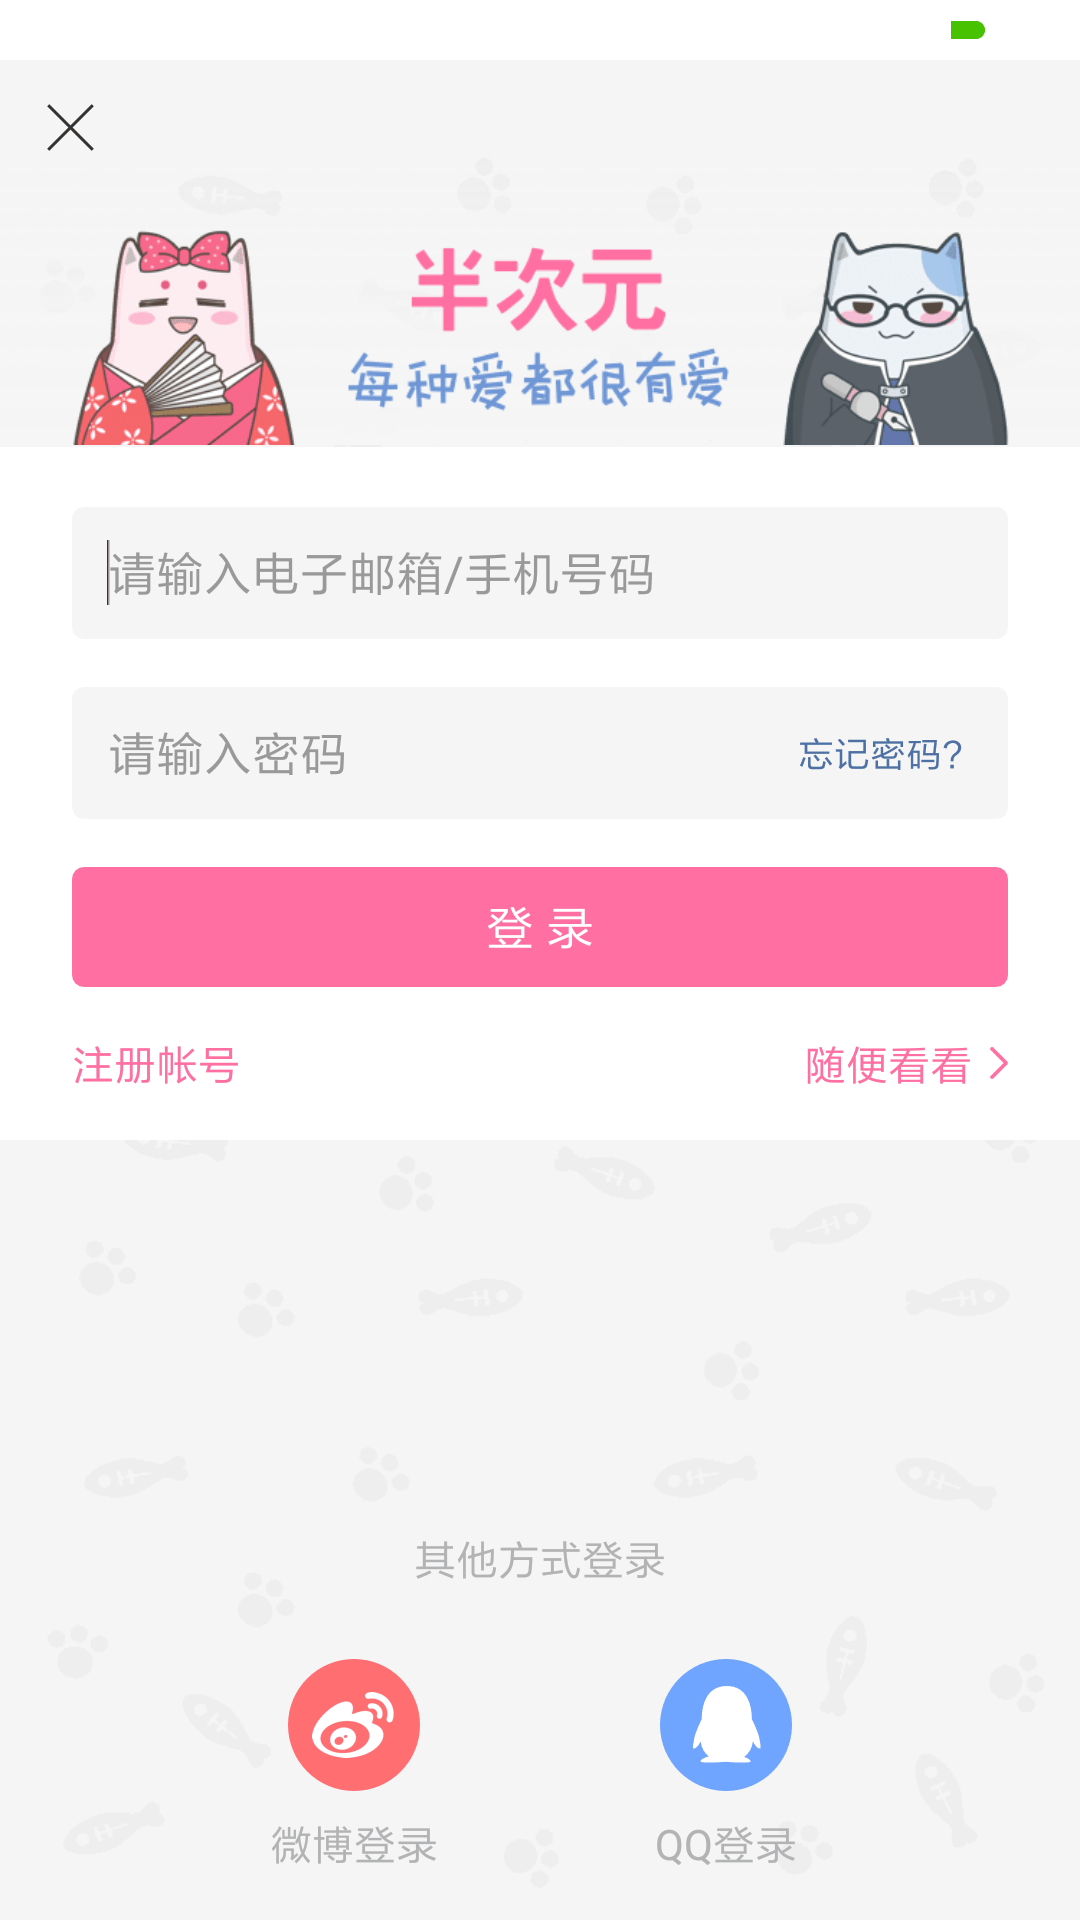 半次元
每种爱都很有爱
请输入电子邮箱/手机号码
请输入密码
忘记密码?
登 录
注册帐号
随便看看
其他方式登录
微博登录
QQ登录